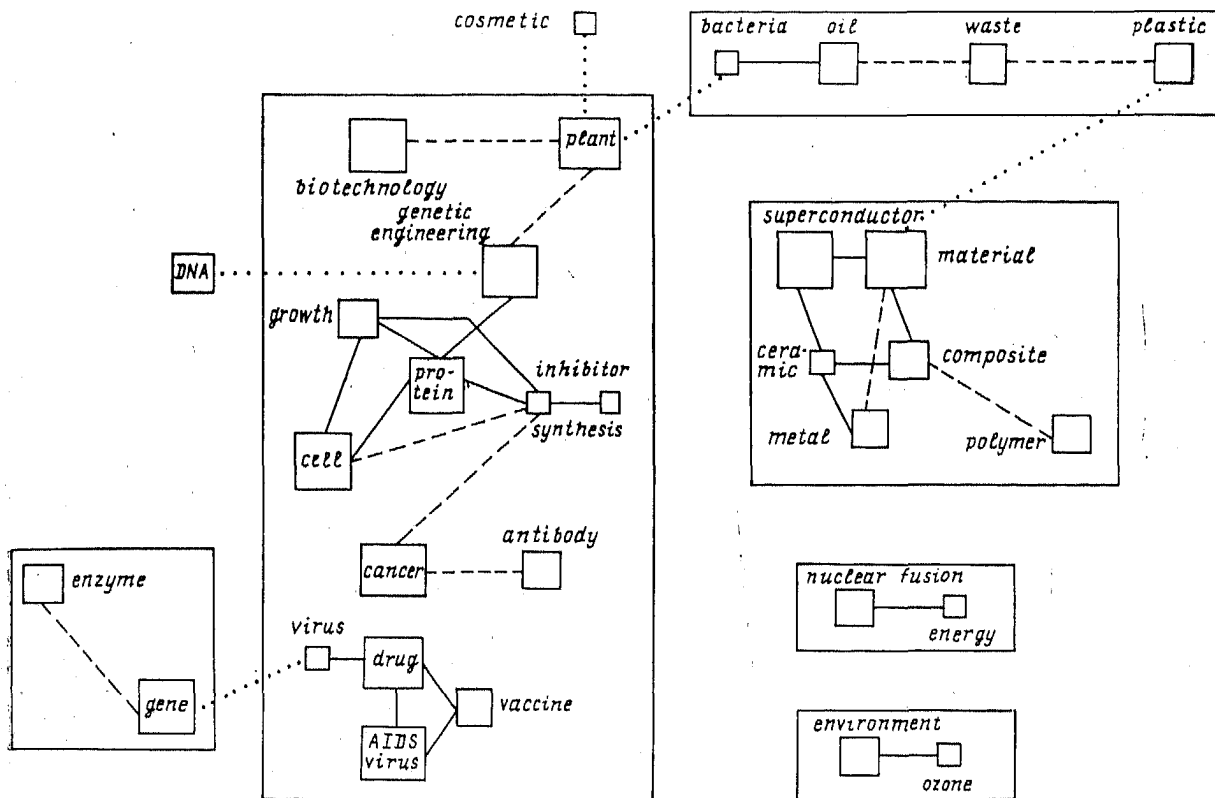 cosmetic
bacteria
oil
waste
plastic
plant
biotechnology
genetic
engineering
DNA
growth
pro-
tein
inhibitor
synthesis
cell
cancer
antibody
enzyme
gene
virus
drug
vaccine
AIDS
virus
superconductor
material
cera-
mic
composite
metal
polymer
nuclear fusion
energy
environment
ozone